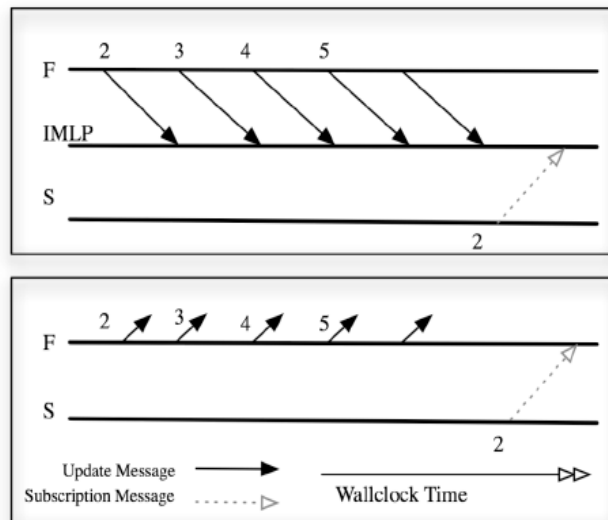 2 3 4 5
F
IMLP
S
2
2 3 4 5
F
S
2
Update Message
Subscription Message
Wallclock Time